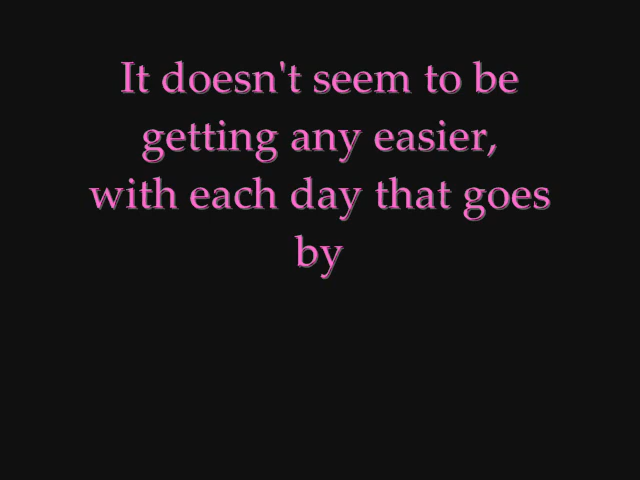 It doesn't seem to be
getting any easier,
with each day that goes
by